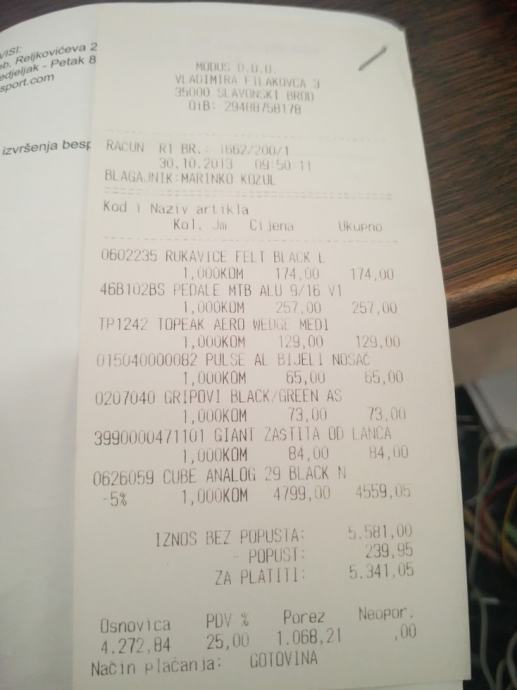 VISI:
eb. Reljkovićeva 2
edjeljak - Petak 8
sport.com
izvršenja besp
MODUS D.O.O.
VLADIMIRA FILAKOVCA 3
35000 SLAVONSKI BROD
OiB: 29488758178
RACUN R1 BR.: 1662/200/1
30.10.2013 09:50:11
BLAGAJNIK:MARINKO KOZUL
Kod i Naziv artikla
Kol. Jm Cijena Ukupno
0602235 RUKAVICE FELT BLACK L
1,000KOM 174,00 174,00
46B102BS PEDALE MTB ALU 9/16 V1
1,000KOM 257,00 257,00
TP1242 TOPEAK AERO WEDGE MEDI
1,000KOM 129,00 129,00
015040000082 PULSE AL BIJELI NOSAČ
1,000KOM 65,00 65,00
0207040 GRIPOVI BLACK/GREEN AS
1,000KOM 73,00 73,00
3990000471101 GIANT ZASTITA OD LANCA
1,000KOM 84,00 84,00
0626059 CUBE ANALOG 29 BLACK N
-5% 1,000KOM 4799,00 4559,05
IZNOS BEZ POPUSTA: 5.581,00
- POPUST: 239,95
ZA PLATITI: 5.341,05
Osnovica PDV % Porez Neopor.
4.272,84 25,00 1.068,21 ,00
Način plaćanja: GOTOVINA